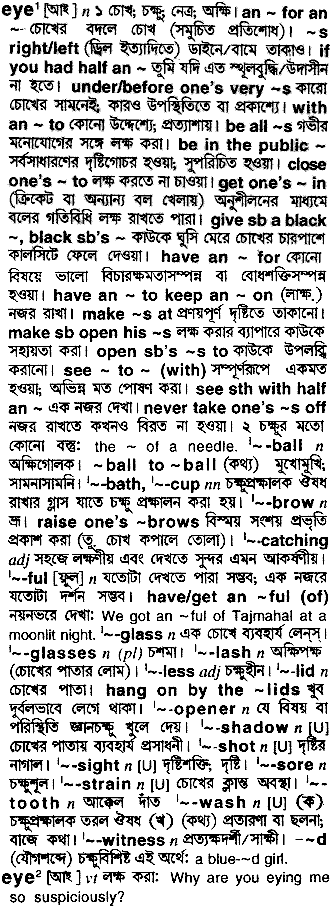 eye¹ [আই] n ১ চোখ; চক্ষু; নেত্র; অক্ষি। an ~ for an
~ চোখের বদলে চোখ (সমুচিত প্রতিশোধ)। ~s
right/left (ড্রিল ইত্যাদিতে) ডাইনে/বামে তাকাও। if
you had half an ~ তুমি যদি এত স্থূলবুদ্ধি/উদাসীন
না হতে। under/before one's very ~s কারো
চোখের সামনেই; কারও উপস্থিতিতে বা প্রকাশ্যে। with
an ~ to কোনো উদ্দেশ্যে; প্রত্যাশায়। be all ~s গভীর
মনোযোগের সঙ্গে লক্ষ করা। be in the public ~
সর্বসাধারণের দৃষ্টিগোচর হওয়া; সুপরিচিত হওয়া। close
one's ~ to লক্ষ করতে না চাওয়া। get one's ~ in
(ক্রিকেট বা অন্যান্য বল খেলায়) অনুশীলনের মাধ্যমে
বলের গতিবিধি লক্ষ রাখতে পারা। give sb a black
~, black sb's ~ কাউকে ঘুসি মেরে চোখের চারপাশে
কালসিটে ফেলে দেওয়া। have an ~ for কোনো
বিষয়ে ভালো বিচারক্ষমতাসম্পন্ন বা বোধশক্তিসম্পন্ন
হওয়া। have an ~ to keep an ~ on (লাক্ষ.)
নজর রাখা। make ~s at প্রণয়পূর্ণ দৃষ্টিতে তাকানো।
make sb open his ~s লক্ষ করার ব্যাপারে কাউকে
সহায়তা করা। open sb's ~s to কাউকে উপলব্ধি
করানো। see ~ to ~ (with) সম্পূর্ণরূপে একমত
হওয়া; অভিন্ন মত পোষণ করা। see sth with half
an ~ এক নজর দেখা। never take one's ~s off
নজর রাখতে কখনও বিরত না হওয়া। ২ চক্ষুর মতো
কোনো বস্তু: the ~ of a needle. '~-ball n
অক্ষিগোলক। ~ball to ~ball (কথ্য) মুখোমুখি;
সামনাসামনি। '~-bath, '~-cup nn চক্ষুপ্রক্ষালক ঔষধ
রাখার গ্লাস যাতে চক্ষু প্রক্ষালন করা হয়। '~-brow n
ভ্রূ। raise one's ~brows বিস্ময় সংশয় প্রভৃতি
প্রকাশ করা (তু. চোখ কপালে তোলা)। '~-catching
adj সহজে লক্ষণীয় এবং দেখতে সুন্দর এমন আকর্ষণীয়।
'~-ful [ফুল্] n যতোটা দেখতে পারা সম্ভব; এক নজরে
যতোটা দর্শন সম্ভব। have/get an ~ful (of)
নয়নভরে দেখা: We got an ~ful of Tajmahal at a
moonlit night. '~-glass n এক চোখে ব্যবহার্য লেন্স্।
'~-glasses n (pl) চশমা। '~-lash n অক্ষিপক্ষ
(চোখের পাতার লোম)। '~-less adj চক্ষুহীন। '~-lid n
চোখের পাতা। hang on by the ~lids খুব
দুর্বলভাবে লেগে থাকা। '~-opener n যে বিষয় বা
পরিস্থিতি জ্ঞানচক্ষু খুলে দেয়। '~-shadow n [U]
চোখের পাতায় ব্যবহার্য প্রসাধনী। '~-shot n [U] দৃষ্টির
নাগাল। '~-sight n [U] দৃষ্টিশক্তি; দৃষ্টি। '~-sore n
চক্ষুশূল। '~-strain n [U] চোখের ক্লান্ত অবস্থা। '~-
tooth n আক্কেল দাঁত '~-wash n [U] (ক)
চক্ষুপ্রক্ষালক তরল ঔষধ (খ) (কথ্য) প্রতারণা বা ছলনা;
বাজে কথা। '~-witness n প্রত্যক্ষদর্শী/সাক্ষী। -~d
(যৌগশব্দে) চক্ষুবিশিষ্ট এই অর্থে: a blue-~d girl.
eye² [আই] vt লক্ষ করা: Why are you eying me
so suspiciously?